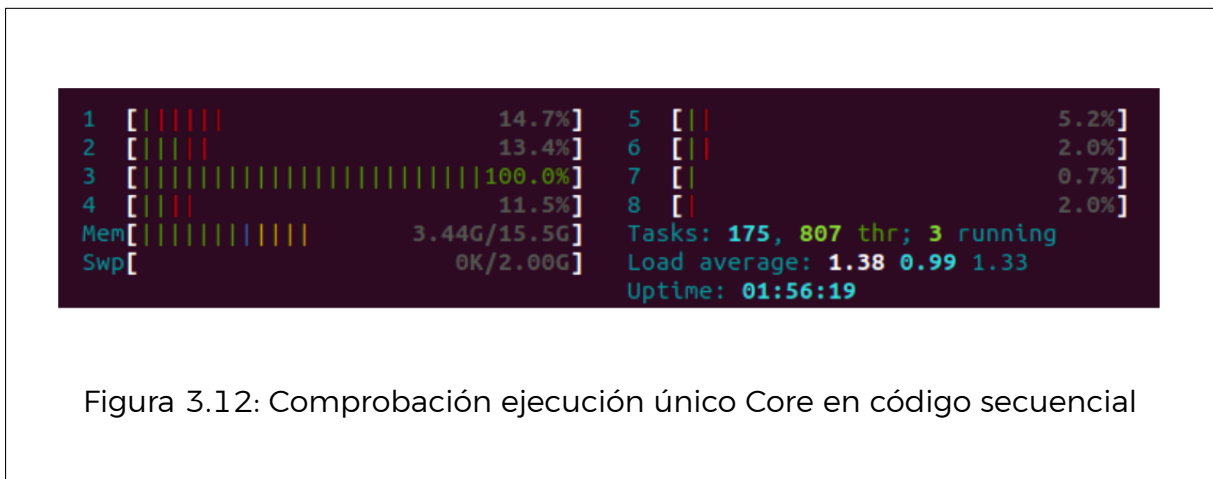 1 [|||||| 14.7%] 5 [|| 5.2%]
2 [||||| 13.4%] 6 [|| 2.0%]
3 [||||||||||||||||||||||||100.0%] 7 [| 0.7%]
4 [|||| 11.5%] 8 [| 2.0%]
Mem[|||||||||||| 3.44G/15.5G] Tasks: 175, 807 thr; 3 running
Swp[ 0K/2.00G] Load average: 1.38 0.99 1.33
Uptime: 01:56:19
Figura 3.12: Comprobación ejecución único Core en código secuencial